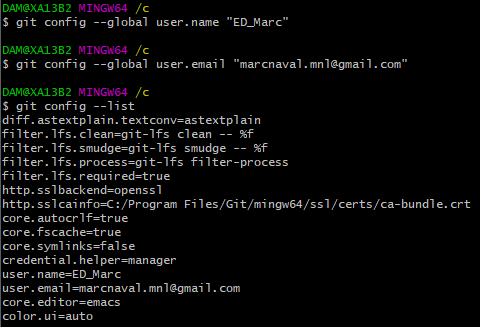 DAM@XA13B2 MINGW64 /c
$ git config --global user.name "ED_Marc"
DAM@XA13B2 MINGW64 /c
$ git config --global user.email "marcnaval.mnl@gmail.com"
DAM@XA13B2 MINGW64 /c
$ git config --list
diff.astextplain.textconv=astextplain
filter.lfs.clean=git-lfs clean -- %f
filter.lfs.smudge=git-lfs smudge -- %f
filter.lfs.process=git-lfs filter-process
filter.lfs.required=true
http.sslbackend=openssl
http.sslcainfo=C:/Program Files/Git/mingw64/ssl/certs/ca-bundle.crt
core.autocrlf=true
core.fscache=true
core.symlinks=false
credential.helper=manager
user.name=ED_Marc
user.email=marcnaval.mnl@gmail.com
core.editor=emacs
color.ui=auto